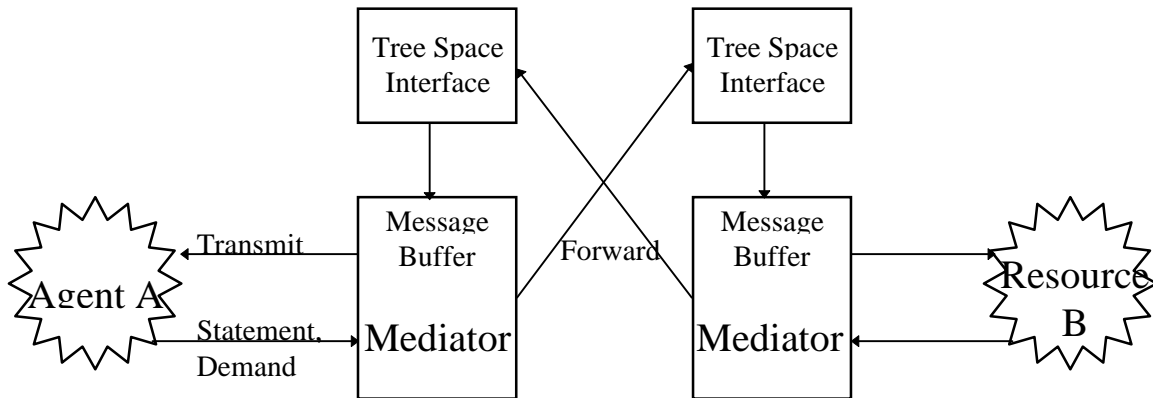 Tree Space
Interface
Tree Space
Interface
Message
Buffer
Mediator
Message
Buffer
Mediator
Transmit
Forward
Agent A
Statement,
Demand
Resource
B